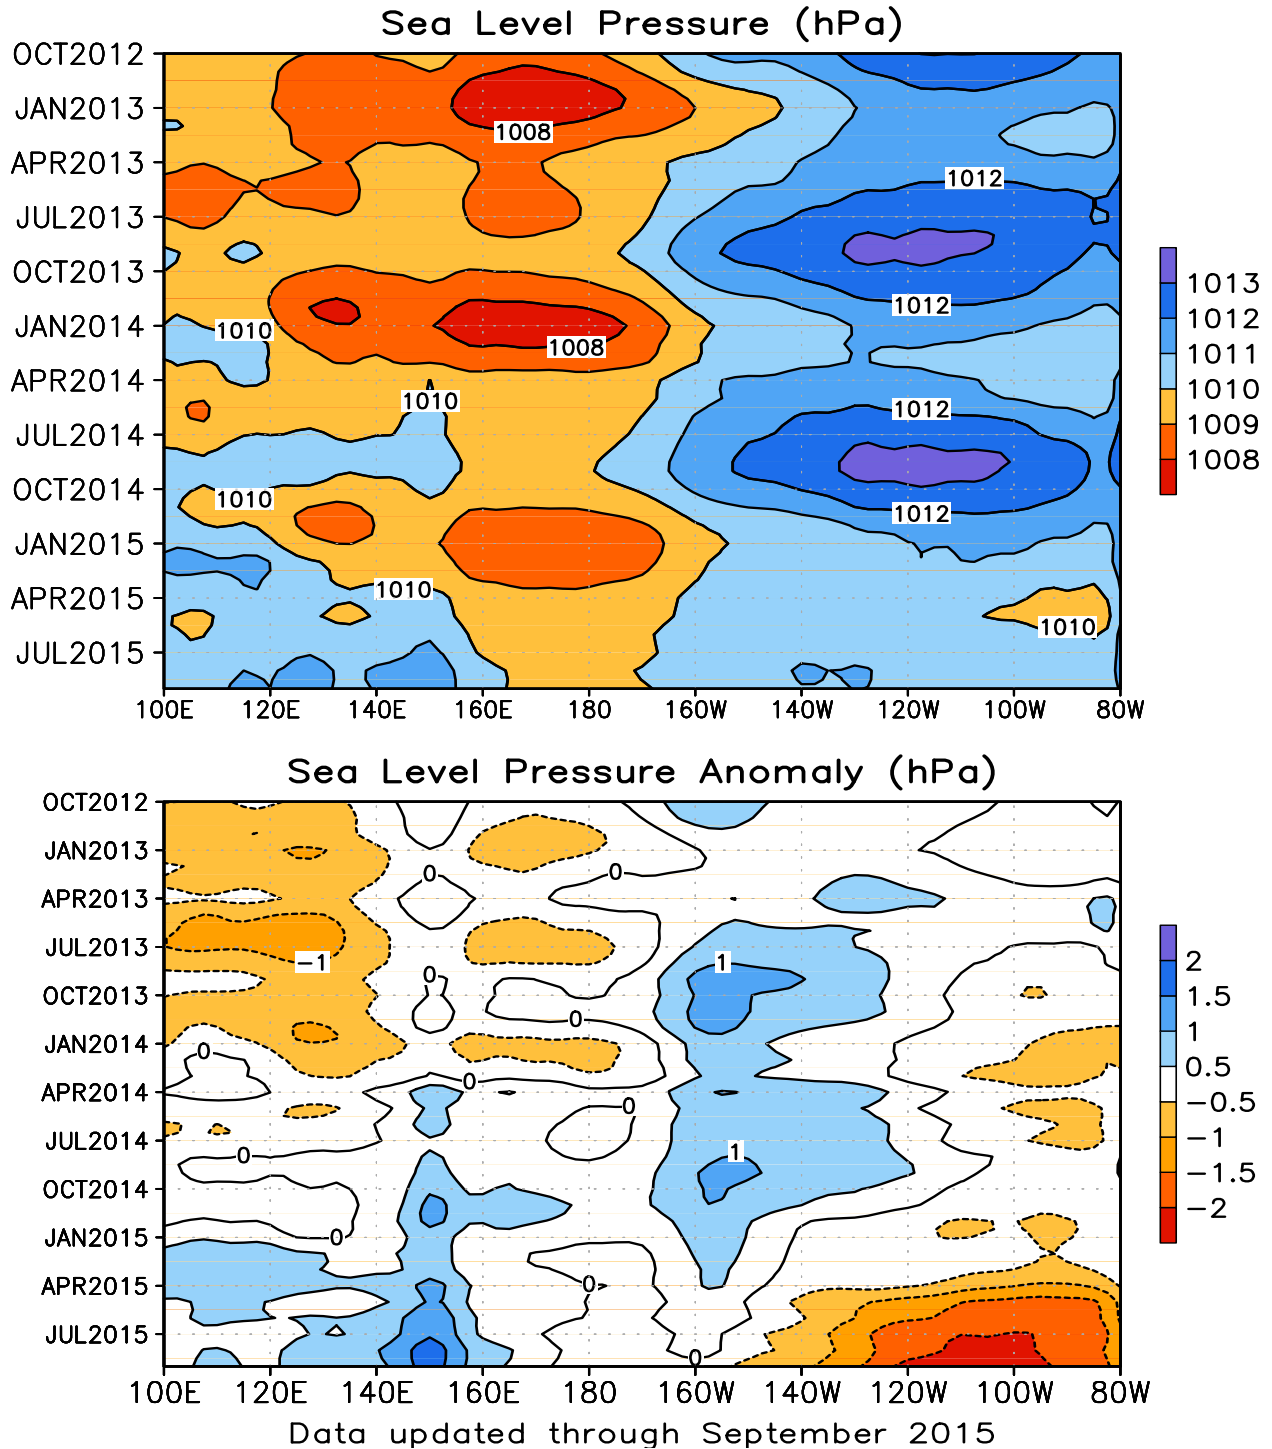 Sea Level Pressure (hPa)
OCT2012
JAN2013
APR2013
JUL2013
OCT2013
JAN2014
APR2014
JUL2014
OCT2014
JAN2015
APR2015
JUL2015
1008
1012
1012
1010
1008
1010
1012
1010
1012
1010
1010
1013
1012
1011
1010
1009
1008
100E 120E 140E 160E 180 160W 140W 120W 100W 80W
Sea Level Pressure Anomaly (hPa)
OCT2012
JAN2013
APR2013
JUL2013
OCT2013
JAN2014
APR2014
JUL2014
OCT2014
JAN2015
APR2015
JUL2015
0
0
−1
1
0
0
0
0
0
1
0
0
0
0
2
1.5
1
0.5
−0.5
−1
−1.5
−2
100E 120E 140E 160E 180 160W 140W 120W 100W 80W
Data updated through September 2015